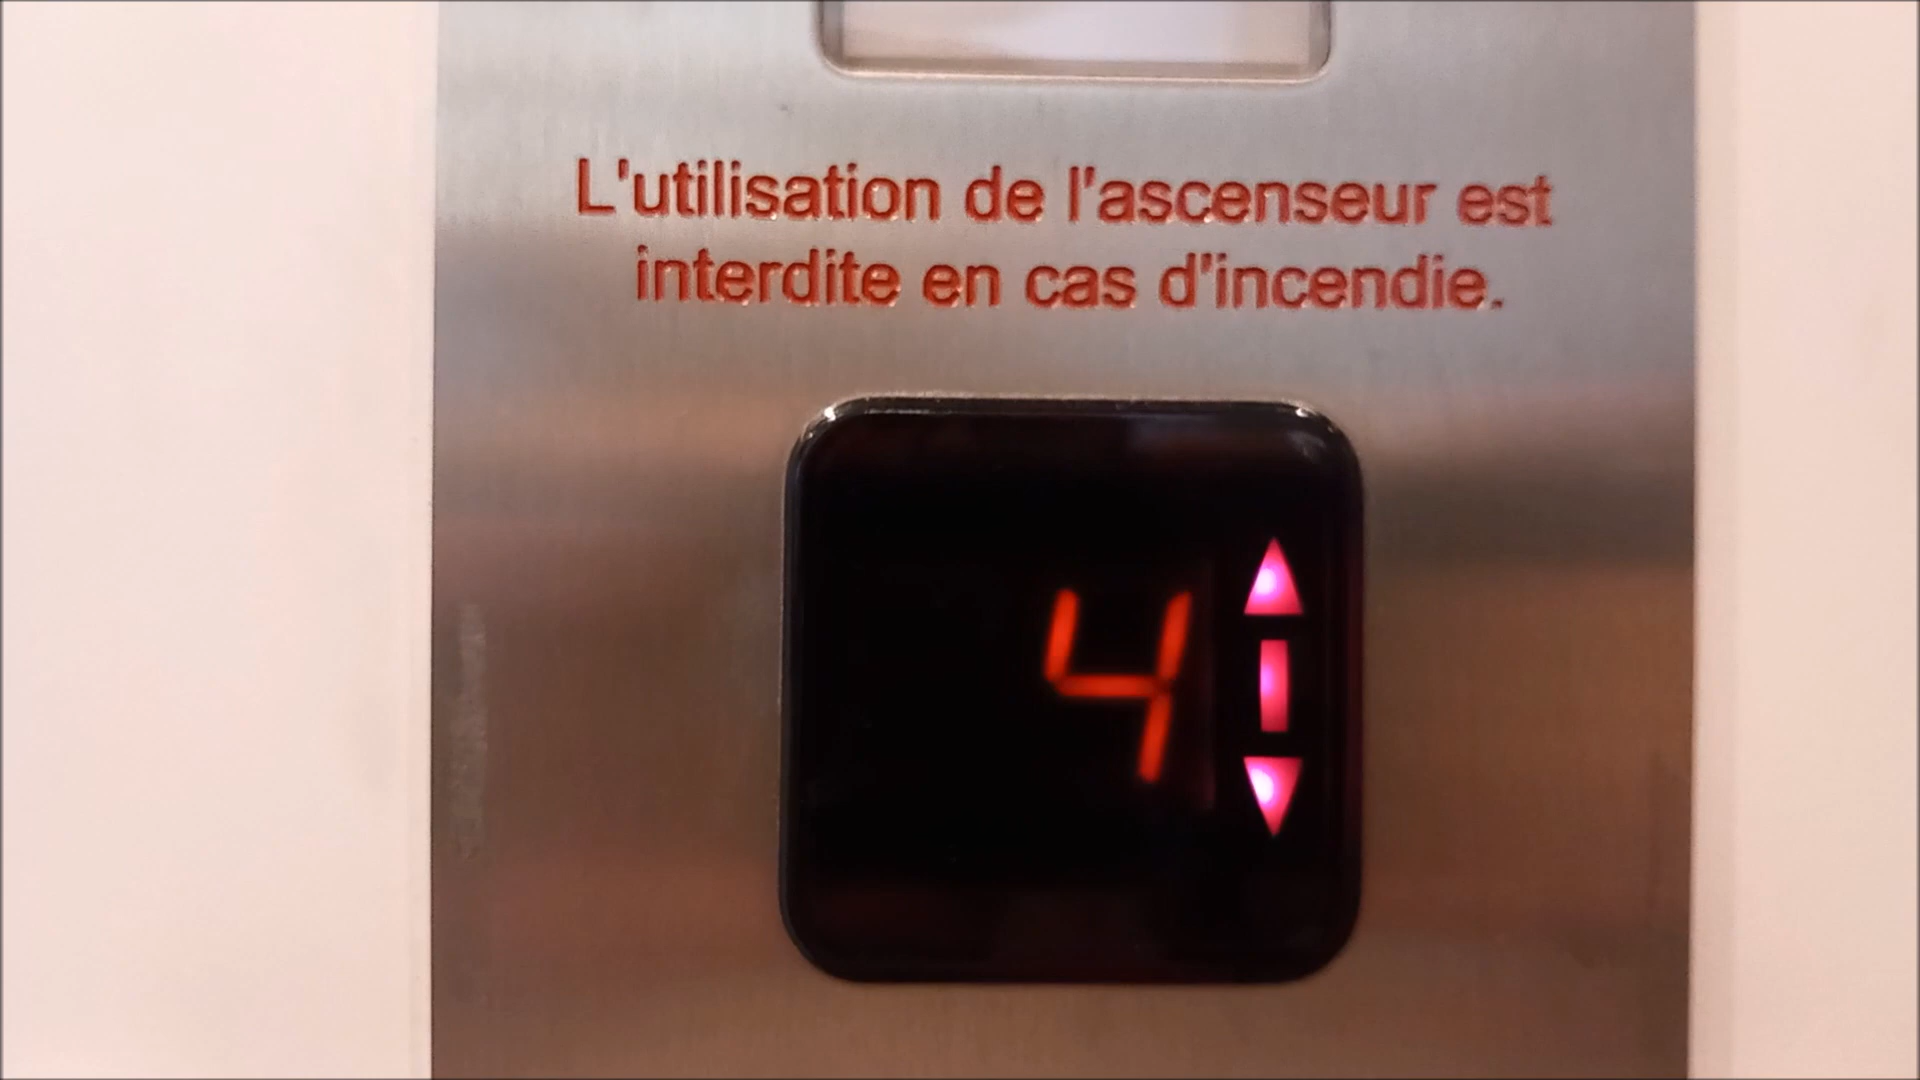 L'utilisation de l'ascenseur est
interdite en cas d'incendie.
4